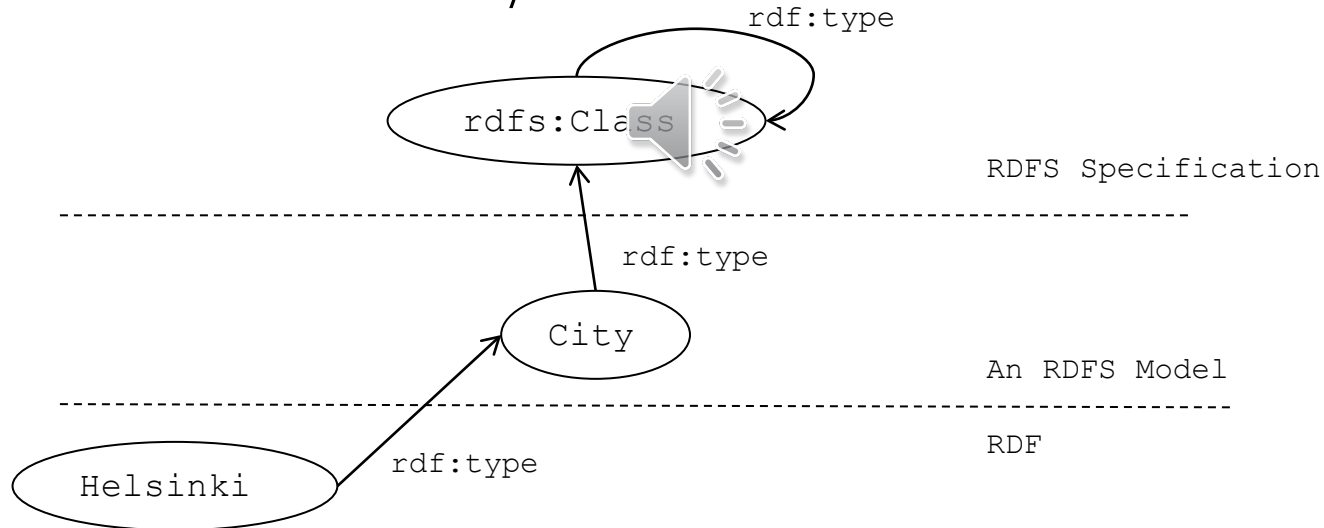 rdf:type
rdfs:Class
RDFS Specification
rdf:type
City
An RDFS Model
RDF
rdf:type
Helsinki